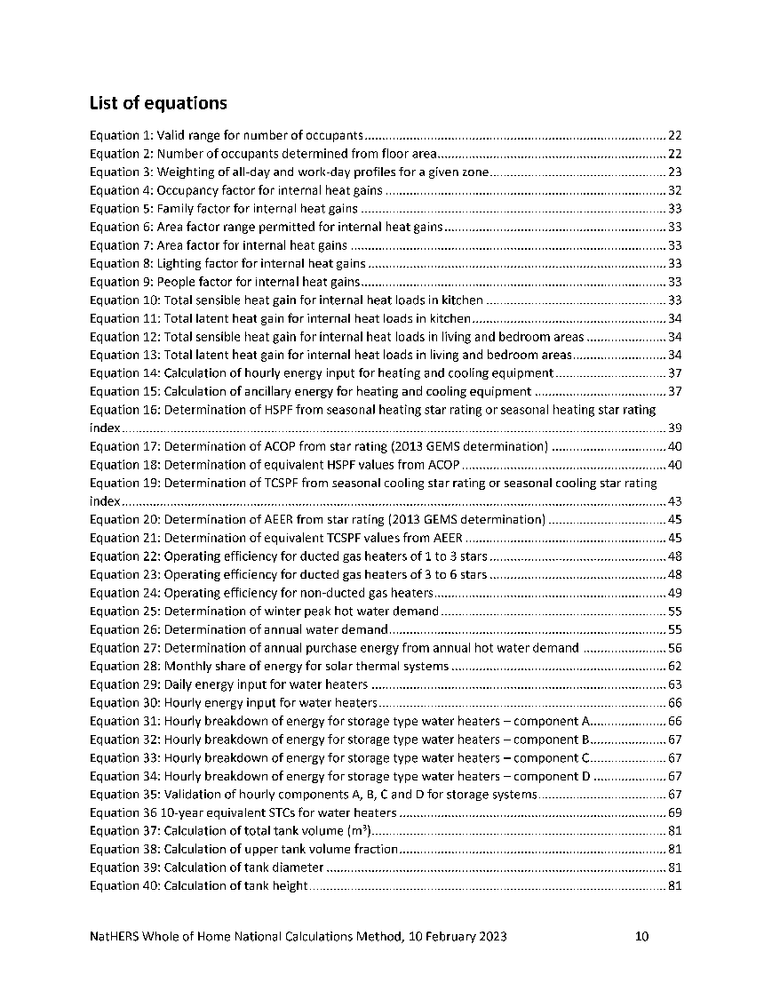 List of equations
Equation 1: Valid range for number of occupants........................................................................................22
Equation 2: Number of occupants determined from floor area...................................................................22
Equation 3: Weighting of all-day and work-day profiles for a given zone...................................................23
Equation 4: Occupancy factor for internal heat gains .................................................................................32
Equation 5: Family factor for internal heat gains ........................................................................................33
Equation 6: Area factor range permitted for internal heat gains................................................................33
Equation 7: Area factor for internal heat gains ...........................................................................................33
Equation 8: Lighting factor for internal heat gains ......................................................................................33
Equation 9: People factor for internal heat gains........................................................................................33
Equation 10: Total sensible heat gain for internal heat loads in kitchen ....................................................33
Equation 11: Total latent heat gain for internal heat loads in kitchen........................................................34
Equation 12: Total sensible heat gain for internal heat loads in living and bedroom areas .......................34
Equation 13: Total latent heat gain for internal heat loads in living and bedroom areas...........................34
Equation 14: Calculation of hourly energy input for heating and cooling equipment................................37
Equation 15: Calculation of ancillary energy for heating and cooling equipment ......................................37
Equation 16: Determination of HSPF from seasonal heating star rating or seasonal heating star rating
index.............................................................................................................................................................39
Equation 17: Determination of ACOP from star rating (2013 GEMS determination) .................................40
Equation 18: Determination of equivalent HSPF values from ACOP ...........................................................40
Equation 19: Determination of TCSPF from seasonal cooling star rating or seasonal cooling star rating
index.............................................................................................................................................................43
Equation 20: Determination of AEER from star rating (2013 GEMS determination) ..................................45
Equation 21: Determination of equivalent TCSPF values from AEER ..........................................................45
Equation 22: Operating efficiency for ducted gas heaters of 1 to 3 stars ...................................................48
Equation 23: Operating efficiency for ducted gas heaters of 3 to 6 stars ...................................................48
Equation 24: Operating efficiency for non-ducted gas heaters...................................................................49
Equation 25: Determination of winter peak hot water demand .................................................................55
Equation 26: Determination of annual water demand................................................................................55
Equation 27: Determination of annual purchase energy from annual hot water demand ........................56
Equation 28: Monthly share of energy for solar thermal systems ..............................................................62
Equation 29: Daily energy input for water heaters .....................................................................................63
Equation 30: Hourly energy input for water heaters...................................................................................66
Equation 31: Hourly breakdown of energy for storage type water heaters – component A......................66
Equation 32: Hourly breakdown of energy for storage type water heaters – component B......................67
Equation 33: Hourly breakdown of energy for storage type water heaters – component C......................67
Equation 34: Hourly breakdown of energy for storage type water heaters – component D .....................67
Equation 35: Validation of hourly components A, B, C and D for storage systems.....................................67
Equation 36 10-year equivalent STCs for water heaters .............................................................................69
Equation 37: Calculation of total tank volume (m³).....................................................................................81
Equation 38: Calculation of upper tank volume fraction.............................................................................81
Equation 39: Calculation of tank diameter ..................................................................................................81
Equation 40: Calculation of tank height.......................................................................................................81
NatHERS Whole of Home National Calculations Method, 10 February 2023 10